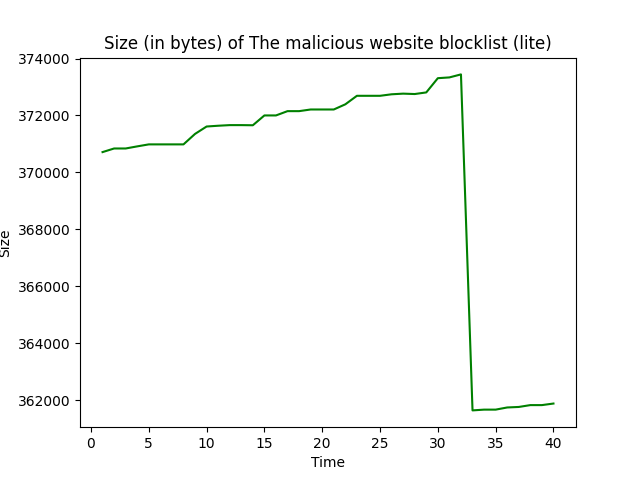 Size (in bytes) of The malicious website blocklist (lite)
374000
372000
370000
368000
366000
364000
362000
Size
0 5 10 15 20 25 30 35 40
Time